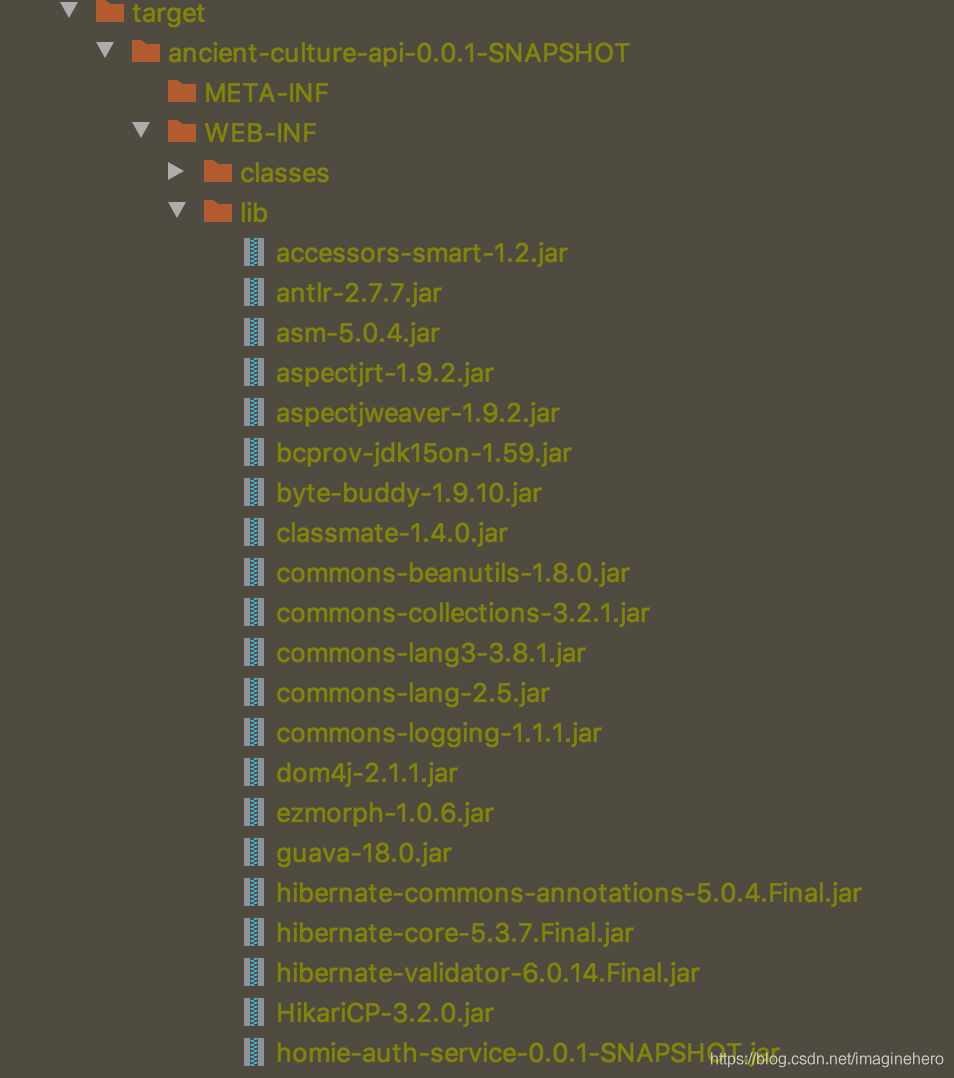 target
ancient-culture-api-0.0.1-SNAPSHOT
META-INF
WEB-INF
classes
lib
accessors-smart-1.2.jar
antlr-2.7.7.jar
asm-5.0.4.jar
aspectjrt-1.9.2.jar
aspectjweaver-1.9.2.jar
bcprov-jdk15on-1.59.jar
byte-buddy-1.9.10.jar
classmate-1.4.0.jar
commons-beanutils-1.8.0.jar
commons-collections-3.2.1.jar
commons-lang3-3.8.1.jar
commons-lang-2.5.jar
commons-logging-1.1.1.jar
dom4j-2.1.1.jar
ezmorph-1.0.6.jar
guava-18.0.jar
hibernate-commons-annotations-5.0.4.Final.jar
hibernate-core-5.3.7.Final.jar
hibernate-validator-6.0.14.Final.jar
HikariCP-3.2.0.jar
homie-auth-service-0.0.1-SNAPSHOT.jar
https://blog.csdn.net/imaginehero